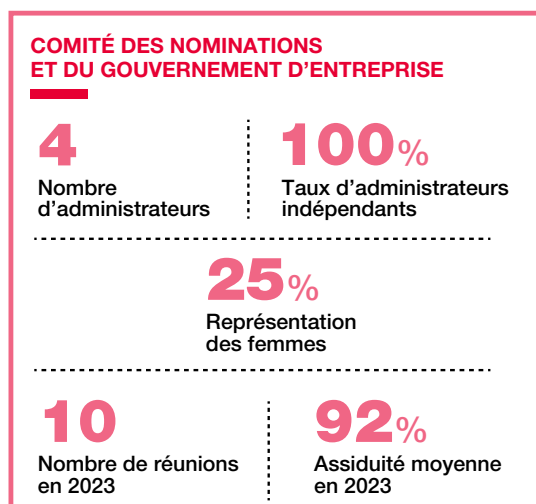 COMITÉ DES NOMINATIONS
ET DU GOUVERNEMENT D’ENTREPRISE
4
Nombre
d’administrateurs
100%
Taux d’administrateurs
indépendants
25%
Représentation
des femmes
10
Nombre de réunions
en 2023
92%
Assiduité moyenne
en 2023